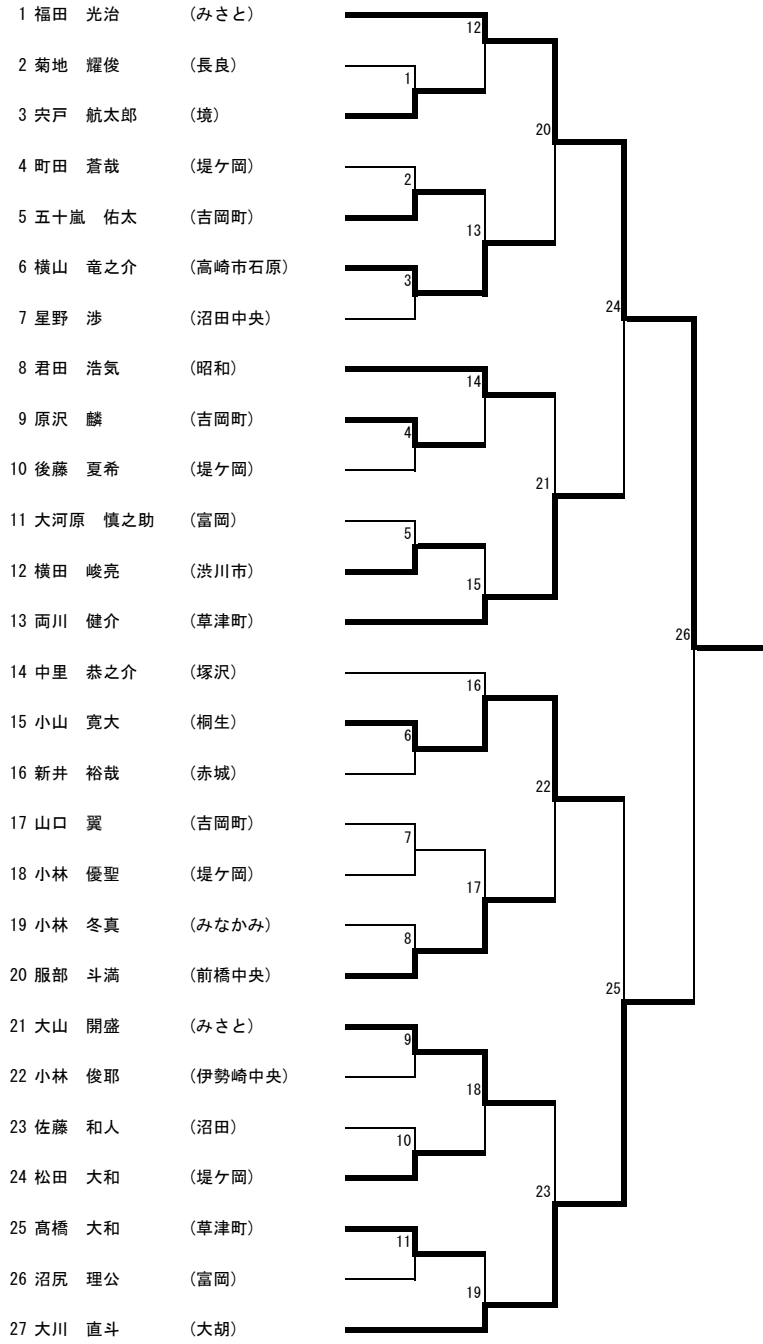 1 福田 光治 (みさと)
12
2 菊地 耀俊 (長良)
1
3 宍戸 航太郎 (境)
20
4 町田 蒼哉 (堤ケ岡)
2
5 五十嵐 佑太 (吉岡町)
13
6 横山 竜之介 (高崎市石原)
3
7 星野 渉 (沼田中央)
24
8 君田 浩気 (昭和)
14
9 原沢 麟 (吉岡町)
4
10 後藤 夏希 (堤ケ岡)
21
11 大河原 慎之助 (富岡)
5
12 横田 峻亮 (渋川市)
15
13 両川 健介 (草津町)
26
14 中里 恭之介 (塚沢)
16
15 小山 寛大 (桐生)
6
16 新井 裕哉 (赤城)
22
17 山口 翼 (吉岡町)
7
18 小林 優聖 (堤ケ岡)
17
19 小林 冬真 (みなかみ)
8
20 服部 斗満 (前橋中央)
25
21 大山 開盛 (みさと)
9
22 小林 俊耶 (伊勢崎中央)
18
23 佐藤 和人 (沼田)
10
24 松田 大和 (堤ケ岡)
23
25 髙橋 大和 (草津町)
11
26 沼尻 理公 (富岡)
19
27 大川 直斗 (大胡)